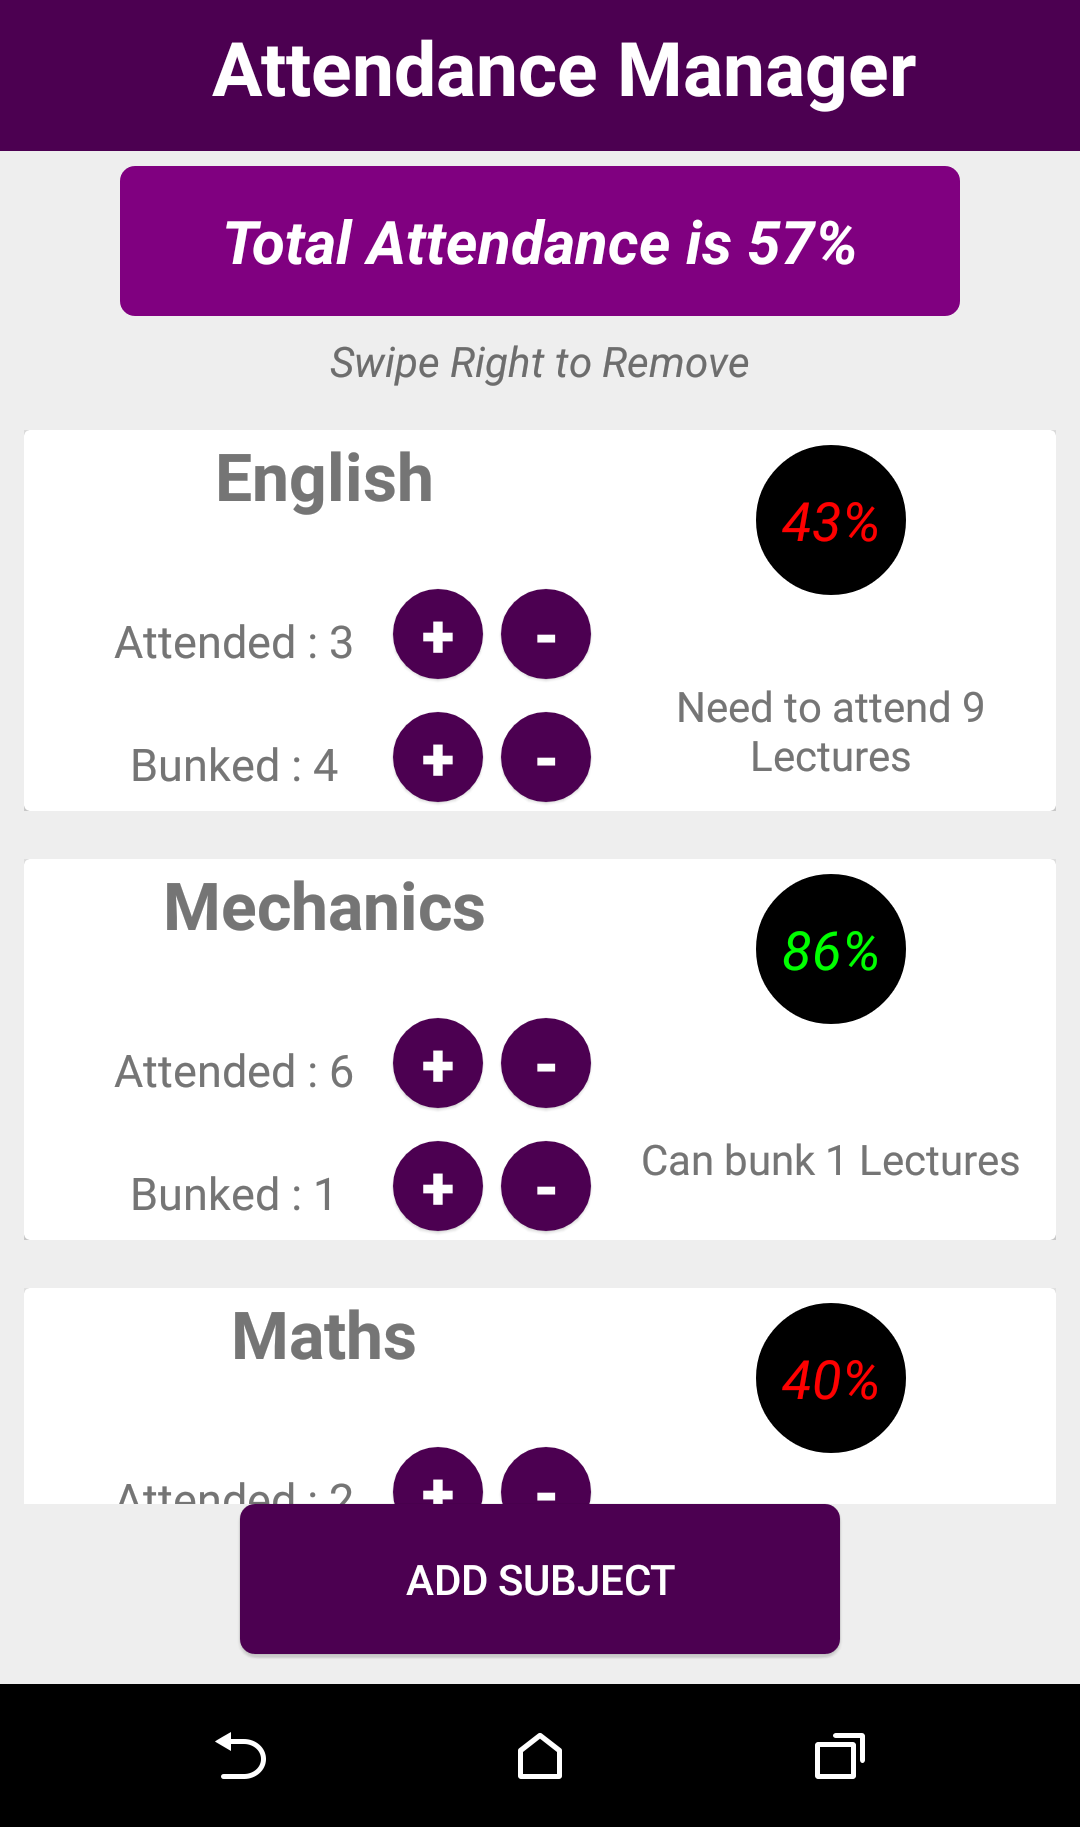 Attendance Manager
Total Attendance is 57%
Swipe Right to Remove
English
43%
Attended : 3
+
-
Need to attend 9
Lectures
Bunked : 4
+
-
Mechanics
86%
Attended : 6
+
-
Can bunk 1 Lectures
Bunked : 1
+
-
Maths
40%
Attended : 2
+
-
ADD SUBJECT